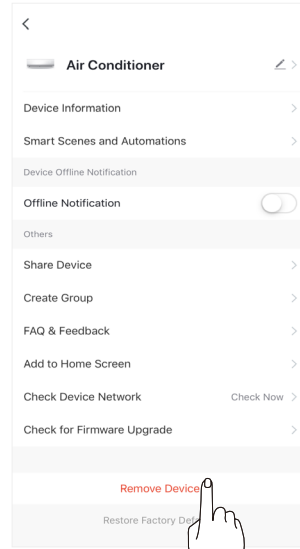 Air Conditioner
Device Information
Smart Scenes and Automations
Device Offline Notification
Offline Notification
Others
Share Device
Create Group
FAQ & Feedback
Add to Home Screen
Check Device Network Check Now
Check for Firmware Upgrade
Remove Device
Restore Factory